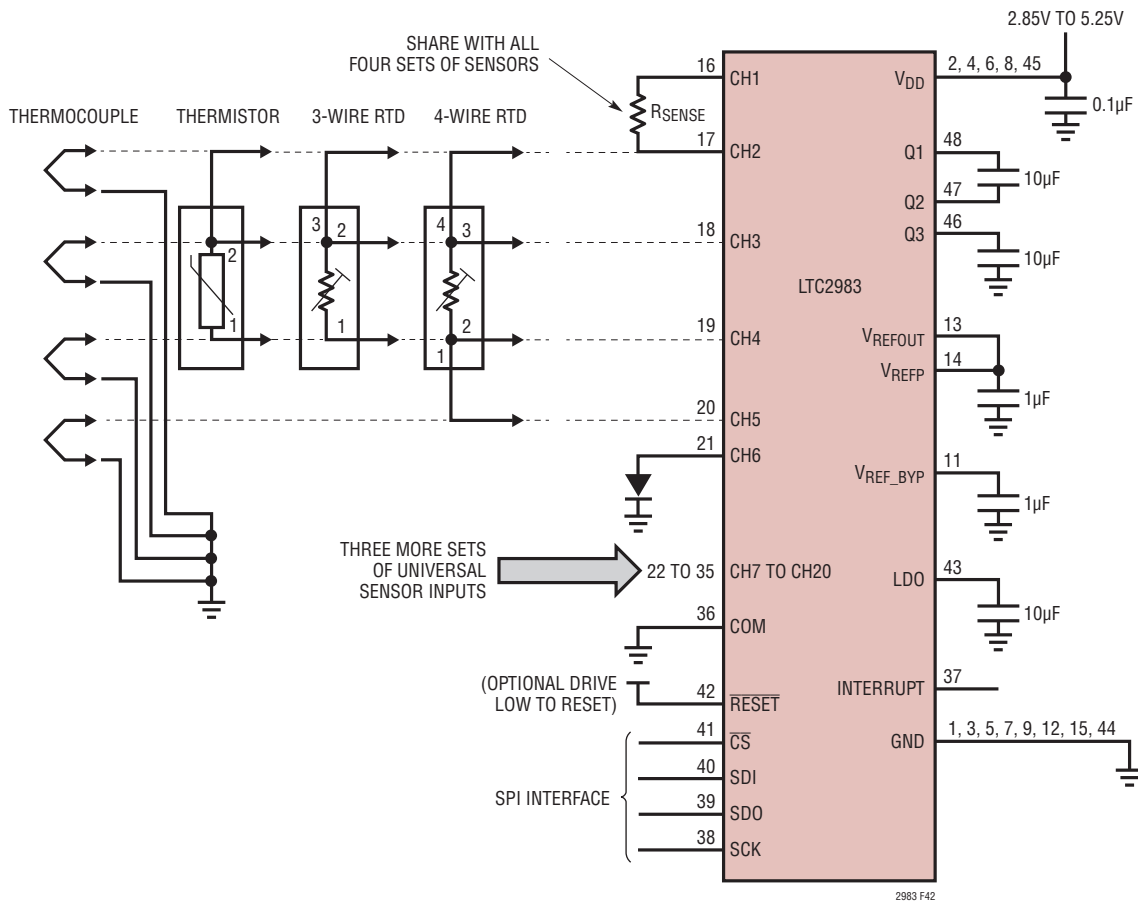 2.85V TO 5.25V
SHARE WITH ALL
FOUR SETS OF SENSORS
THERMOCOUPLE THERMISTOR 3-WIRE RTD 4-WIRE RTD
RSENSE
16
17
18
19
20
21
22 TO 35
36
42
41
40
39
38
CH1
CH2
CH3
CH4
CH5
CH6
CH7 TO CH20
COM
RESET
CS
SDI
SDO
SCK
LTC2983
VDD
Q1
Q2
Q3
VREFOUT
VREFP
VREF_BYP
LDO
INTERRUPT
GND
2, 4, 6, 8, 45
48
47
46
13
14
11
43
37
1, 3, 5, 7, 9, 12, 15, 44
0.1µF
10µF
10µF
1µF
1µF
10µF
2
1
3 2
1
4 3
2
1
THREE MORE SETS
OF UNIVERSAL
SENSOR INPUTS
(OPTIONAL DRIVE
LOW TO RESET)
SPI INTERFACE
2983 F42